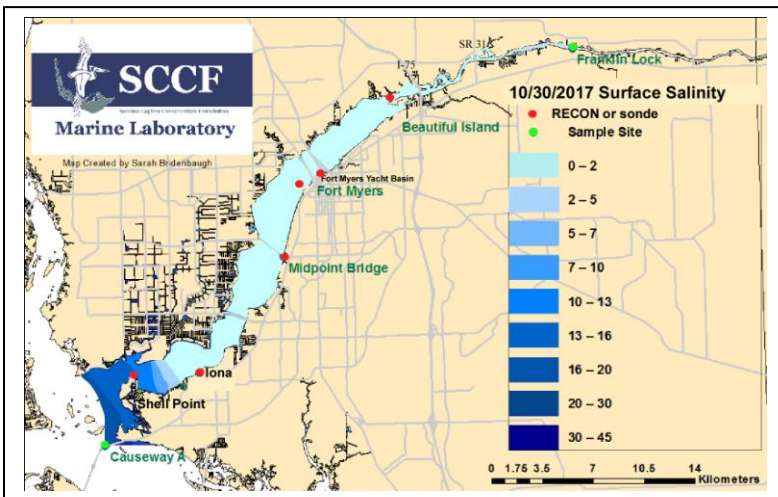 SCCF
Marine Laboratory
Map Created by Sarah Bridenbaugh
SR 31
I-75
Franklin Lock
10/30/2017 Surface Salinity
RECON or sonde
Sample Site
Beautiful Island
0 – 2
Fort Myers Yacht Basin
Fort Myers
2 – 5
5 – 7
Midpoint Bridge
7 – 10
10 – 13
13 – 16
Iona
16 – 20
Shell Point
20 – 30
30 – 45
Causeway A
0 1.75 3.5 7 10.5 14
Kilometers